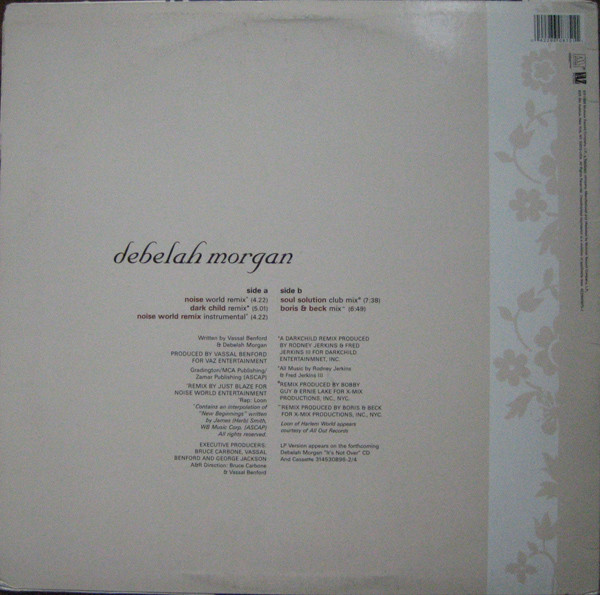 debelah morgan
side a
noise world remix* (4.22)
dark child remix* (5.01)
noise world remix instrumental* (4.22)
side b
soul solution club mix* (7:38)
boris & beck mix (6:49)
Written by Vassal Benford
& Debelah Morgan
PRODUCED BY VASSAL BENFORD
FOR VAZ ENTERTAINMENT
Gradington/MCA Publishing/
Zamar Publishing (ASCAP)
*REMIX BY JUST BLAZE FOR
NOISE WORLD ENTERTAINMENT
*Rap: Loon
*Contains an interpolation of
"New Beginnings" written
by James (Herb) Smith,
WB Music Corp. (ASCAP)
All rights reserved.
EXECUTIVE PRODUCERS:
BRUCE CARBONE, VASSAL
BENFORD AND GEORGE JACKSON
A&R Direction: Bruce Carbone
& Vassal Benford
*A DARKCHILD REMIX PRODUCED
BY RODNEY JERKINS & FRED
JERKINS III FOR DARKCHILD
ENTERTAINMNET, INC.
*All Music by Rodney Jerkins
& Fred Jerkins III
*REMIX PRODUCED BY BOBBY
GUY & ERNIE LAKE FOR X-MIX
PRODUCTIONS, INC., NYC.
REMIX PRODUCED BY BORIS & BECK
FOR X-MIX PRODUCTIONS, INC., NYC.
Loon of Harlem World appears
courtesy of All Out Records
LP Version appears on the forthcoming
Debelah Morgan "It's Not Over" CD
And Cassette 314530896-2/4